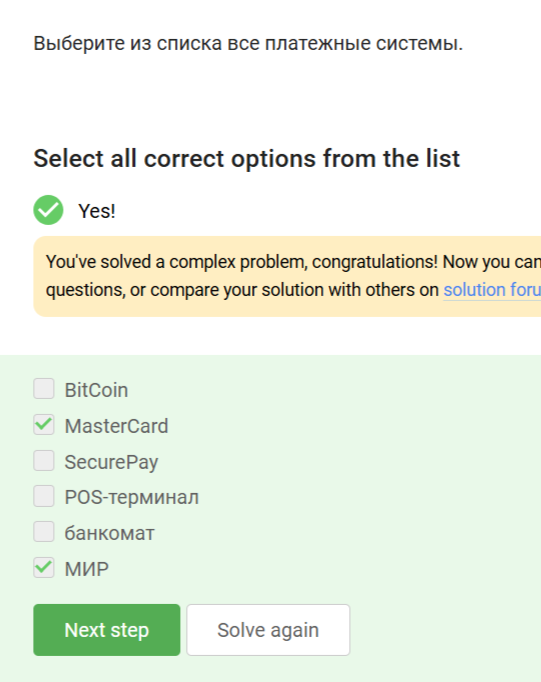 Выберите из списка все платежные системы.
Select all correct options from the list
Yes!
You've solved a complex problem, congratulations! Now you can
questions, or compare your solution with others on solution foru
BitCoin
MasterCard
SecurePay
POS-терминал
банкомат
МИР
Next step
Solve again